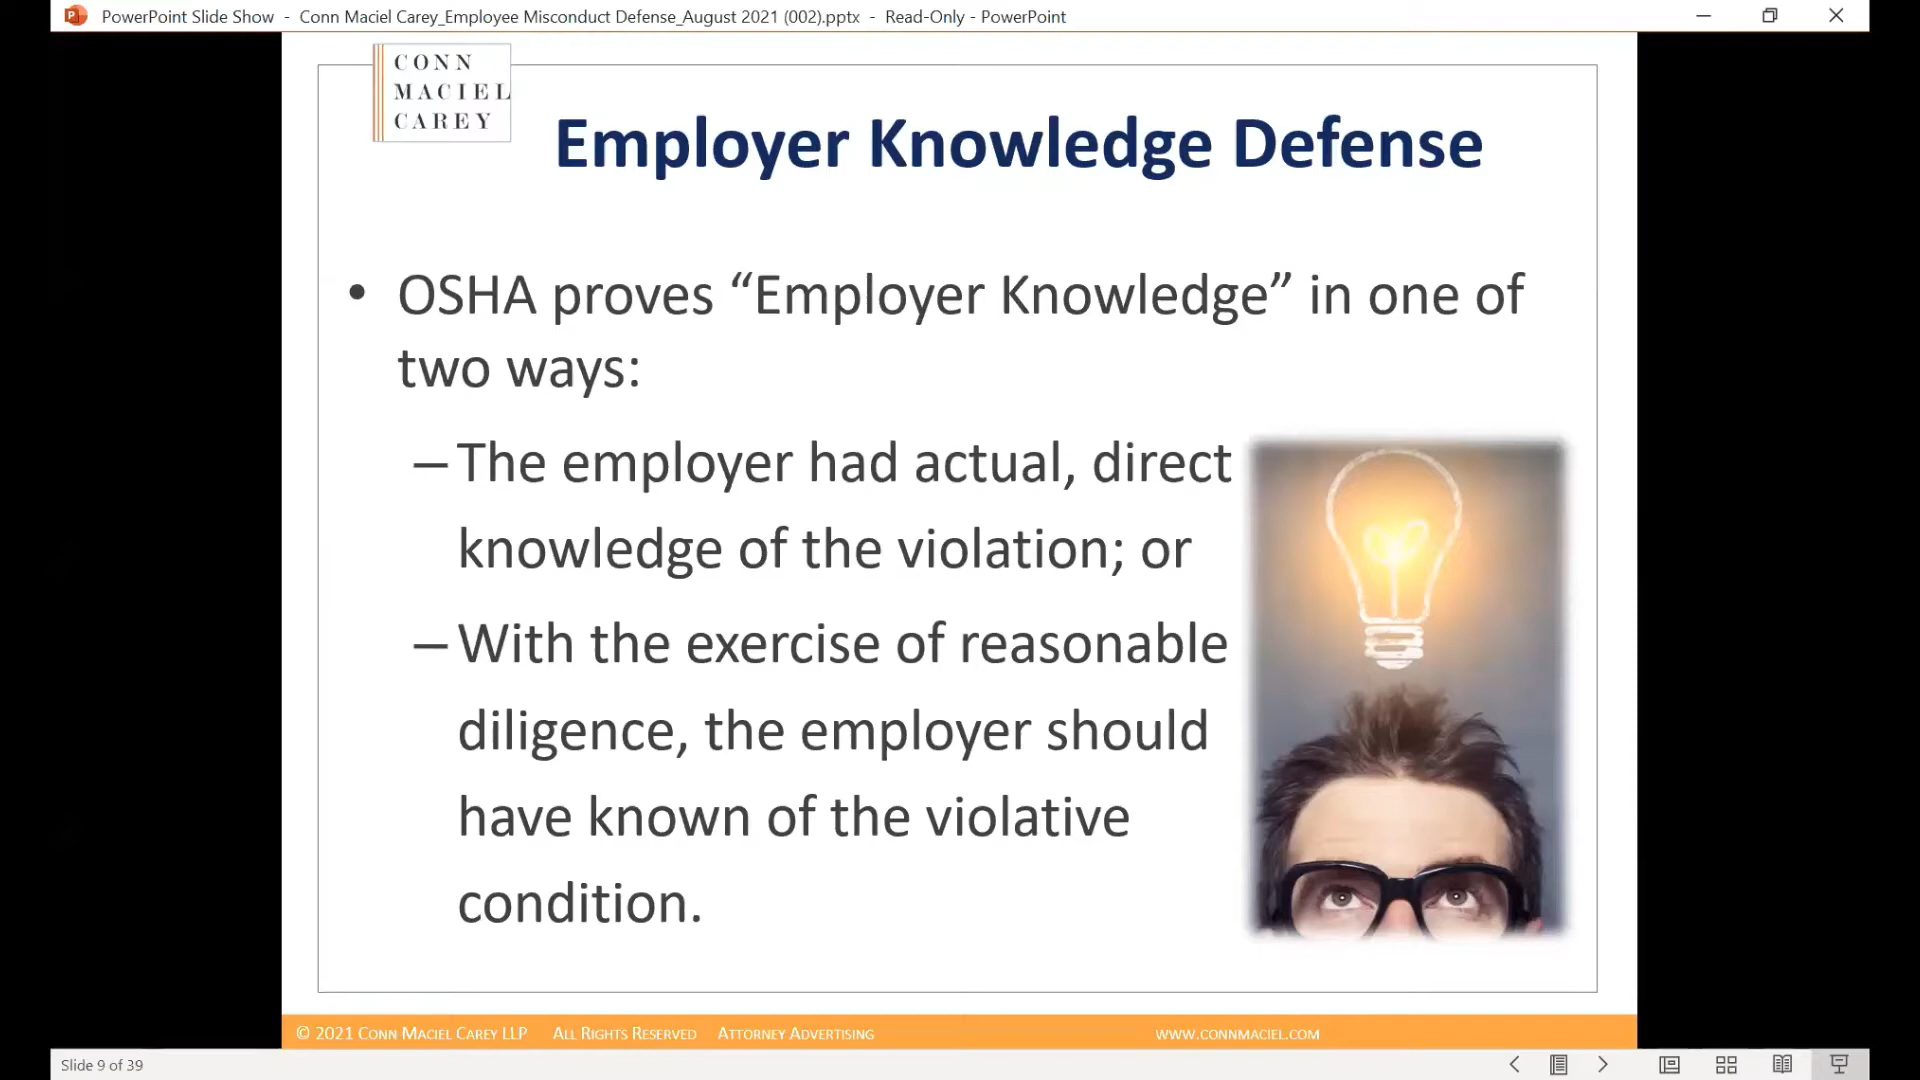 PowerPoint Slide Show - Conn Maciel Carey_Employee Misconduct Defense_August 2021 (002).pptx - Read-Only - PowerPoint
CONN
MACIEL
CAREY
Employer Knowledge Defense
• OSHA proves “Employer Knowledge” in one of
two ways:
– The employer had actual, direct
knowledge of the violation; or
– With the exercise of reasonable
diligence, the employer should
have known of the violative
condition.
© 2021 CONN MACIEL CAREY LLP ALL RIGHTS RESERVED ATTORNEY ADVERTISING WWW.CONNMACIEL.COM
Slide 9 of 39